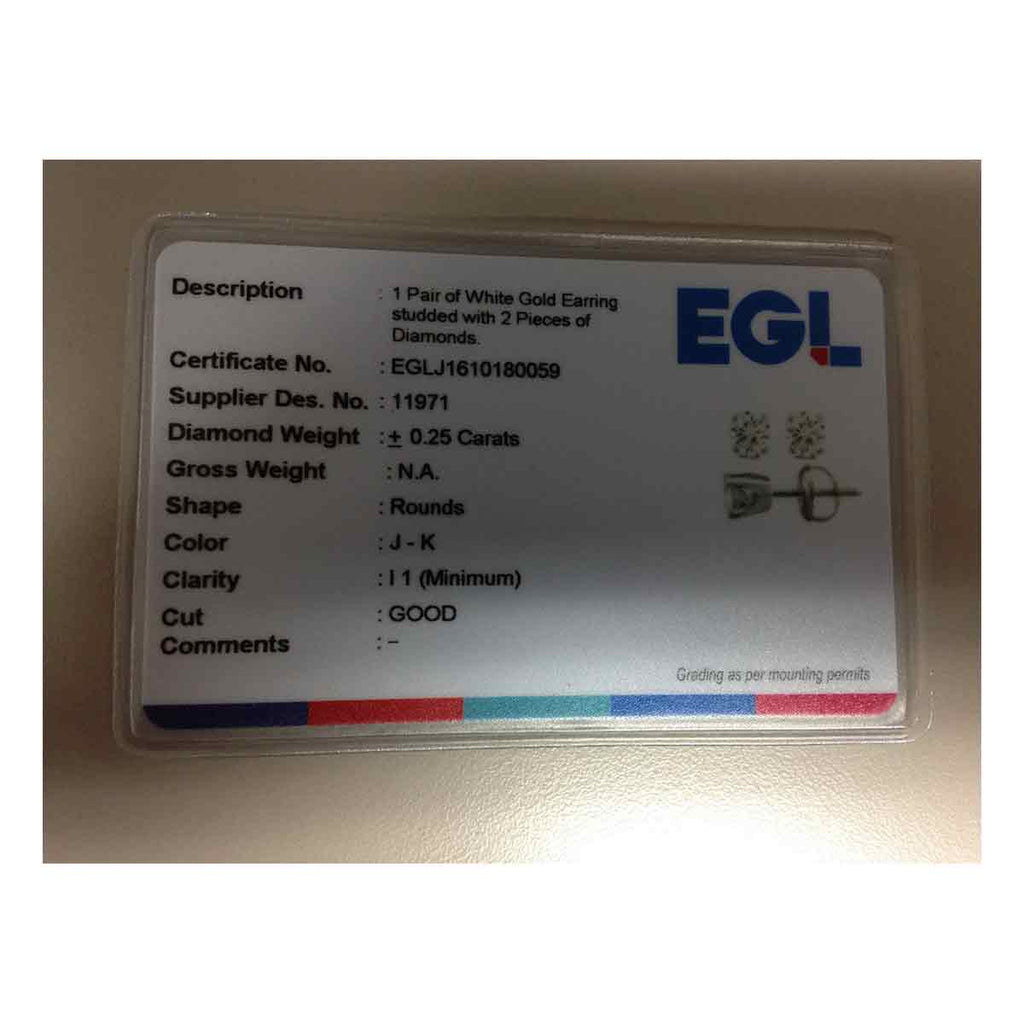 EGL
Description : 1 Pair of White Gold Earring
studded with 2 Pieces of
Diamonds.
Certificate No. : EGLJ1610180059
Supplier Des. No. : 11971
Diamond Weight :± 0.25 Carats
Gross Weight : N.A.
Shape : Rounds
Color : J - K
Clarity : I 1 (Minimum)
Cut : GOOD
Comments : –
Grading as per mounting permits